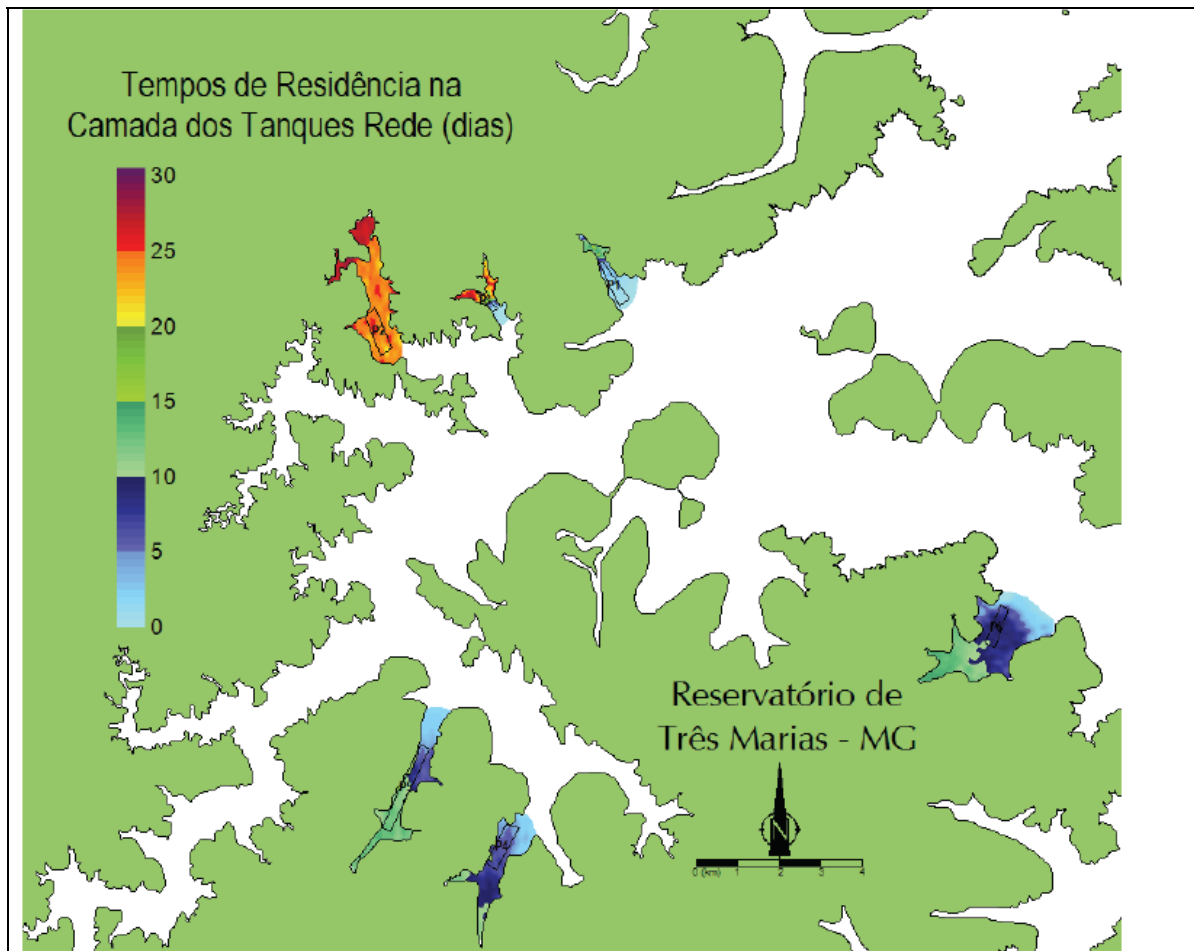 Tempos de Residência na
Camada dos Tanques Rede (dias)
30
25
20
15
10
5
0
Reservatório de
Três Marias - MG
N
0 (km) 1 2 3 4